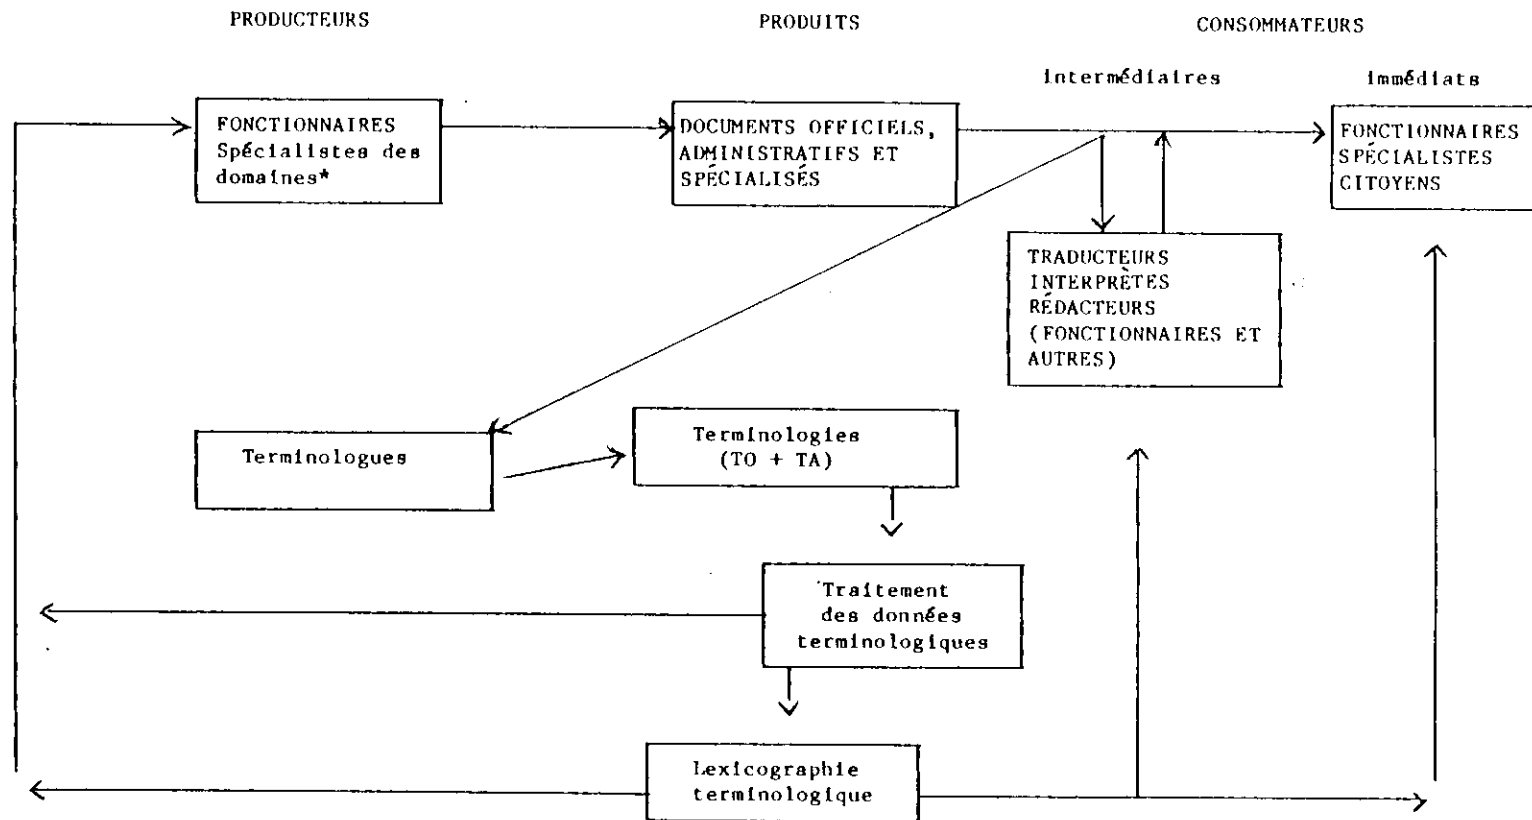 PRODUCTEURS
PRODUITS
CONSOMMATEURS
intermédiaires
immédiats
FONCTIONNAIRES
Spécialistes des
domaines*
DOCUMENTS OFFICIELS,
ADMINISTRATIFS ET
SPÉCIALISÉS
FONCTIONNAIRES
SPÉCIALISTES
CITOYENS
TRADUCTEURS
INTERPRÈTES
RÉDACTEURS
(FONCTIONNAIRES ET
AUTRES)
Terminologues
Terminologies
(TO + TA)
Traitement
des données
terminologiques
Lexicographie
terminologique